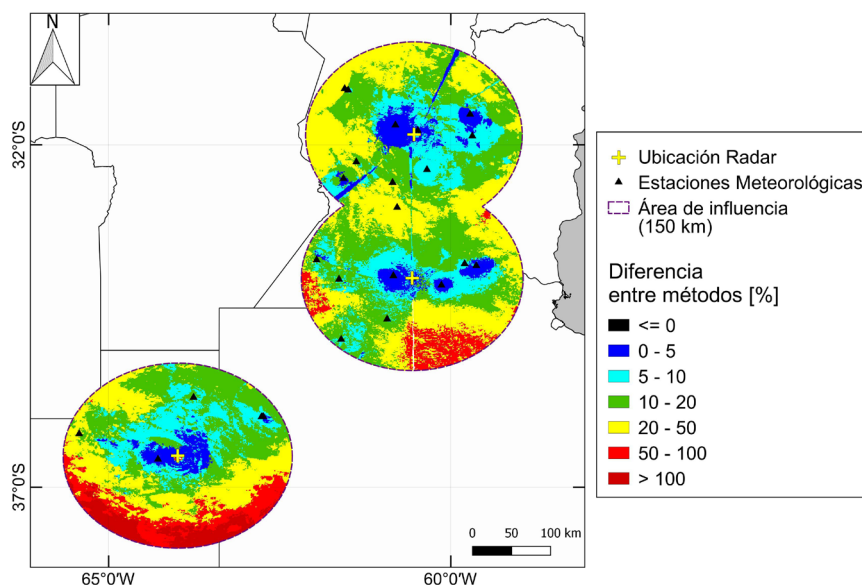 N
32°0'S
37°0'S
65°0'W
60°0'W
0 50 100 km
Ubicación Radar
Estaciones Meteorológicas
Área de influencia
(150 km)
Diferencia
entre métodos [%]
<= 0
0 - 5
5 - 10
10 - 20
20 - 50
50 - 100
> 100